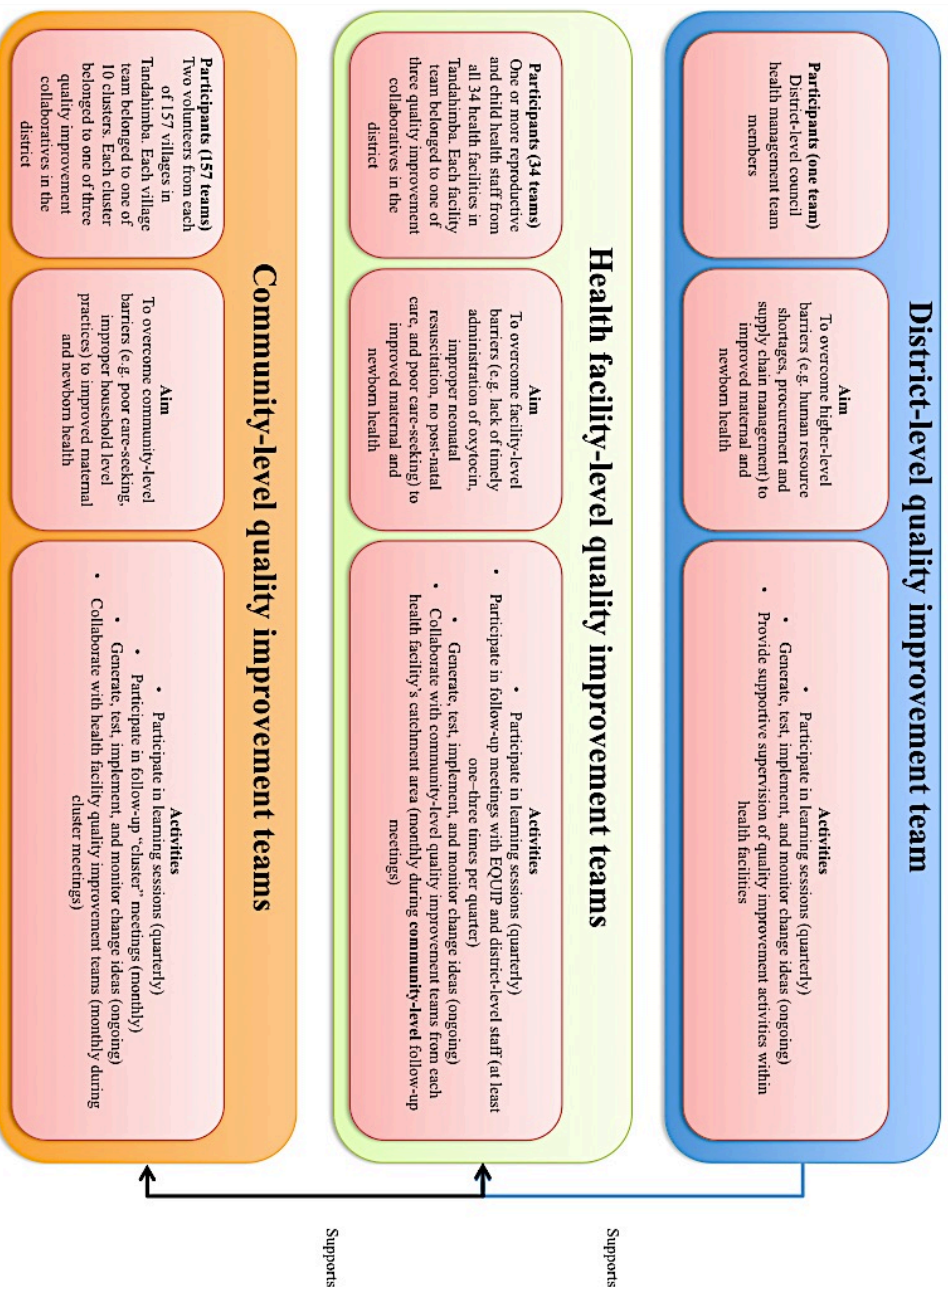 District-level quality improvement team
Participants (one team)
District-level council
health management team
members
Aim
To overcome higher-level
barriers (e.g. human resource
shortages, procurement and
supply chain management) to
improved maternal and
newborn health
Activities
• Participate in learning sessions (quarterly)
• Generate, test, implement, and monitor change ideas (ongoing)
• Provide supportive supervision of quality improvement activities within
health facilities
Supports
Health facility-level quality improvement teams
Participants (34 teams)
One or more reproductive
and child health staff from
all 34 health facilities in
Tandahimba. Each facility
team belonged to one of
three quality improvement
collaboratives in the
district
Aim
To overcome facility-level
barriers (e.g. lack of timely
administration of oxytocin,
improper neonatal
resuscitation, no post-natal
care, and poor care-seeking) to
improved maternal and
newborn health
Activities
• Participate in learning sessions (quarterly)
• Participate in follow-up meetings with EQUIP and district-level staff (at least
one–three times per quarter)
• Generate, test, implement, and monitor change ideas (ongoing)
• Collaborate with community-level quality improvement teams from each
health facility's catchment area (monthly during community-level follow-up
meetings)
Supports
Community-level quality improvement teams
Participants (157 teams)
Two volunteers from each
of 157 villages in
Tandahimba. Each village
team belonged to one of
10 clusters. Each cluster
belonged to one of three
quality improvement
collaboratives in the
district
Aim
To overcome community-level
barriers (e.g. poor care-seeking,
improper household level
practices) to improved maternal
and newborn health
Activities
• Participate in learning sessions (quarterly)
• Participate in follow-up "cluster" meetings (monthly)
• Generate, test, implement, and monitor change ideas (ongoing)
• Collaborate with health facility quality improvement teams (monthly during
cluster meetings)